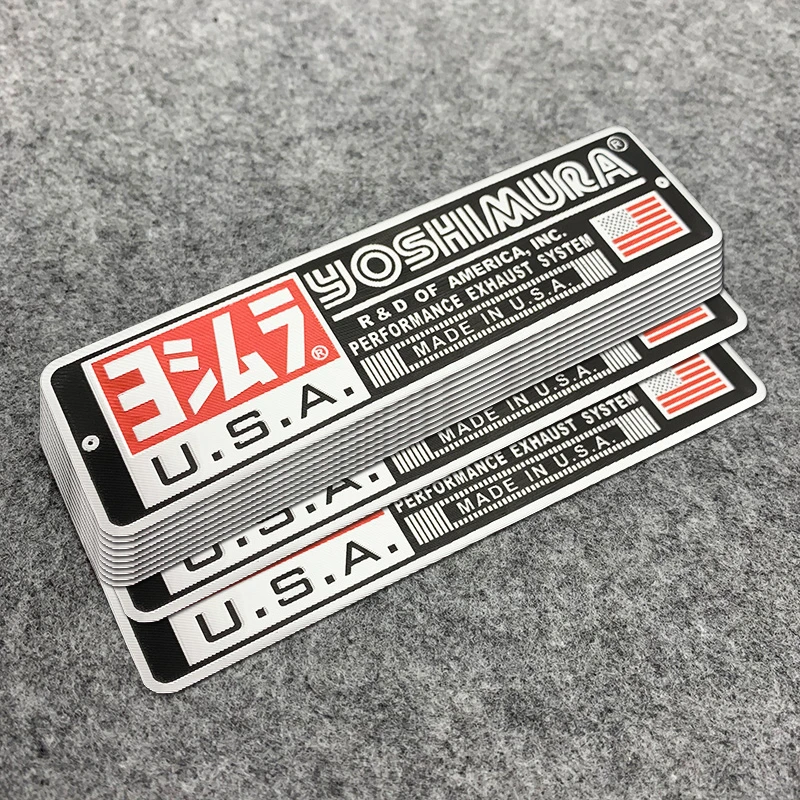 YOSHIMURA®
ヨシムラ®
R & D OF AMERICA, INC.
PERFORMANCE EXHAUST SYSTEM
MADE IN U.S.A.
U.S.A.
MADE IN U.S.A.
U.S.A.
PERFORMANCE EXHAUST SYSTEM
MADE IN U.S.A.
U.S.A.